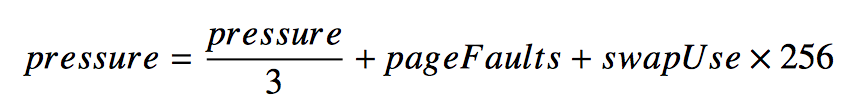 pressure = pressure/3 + pageFaults + swapUse × 256